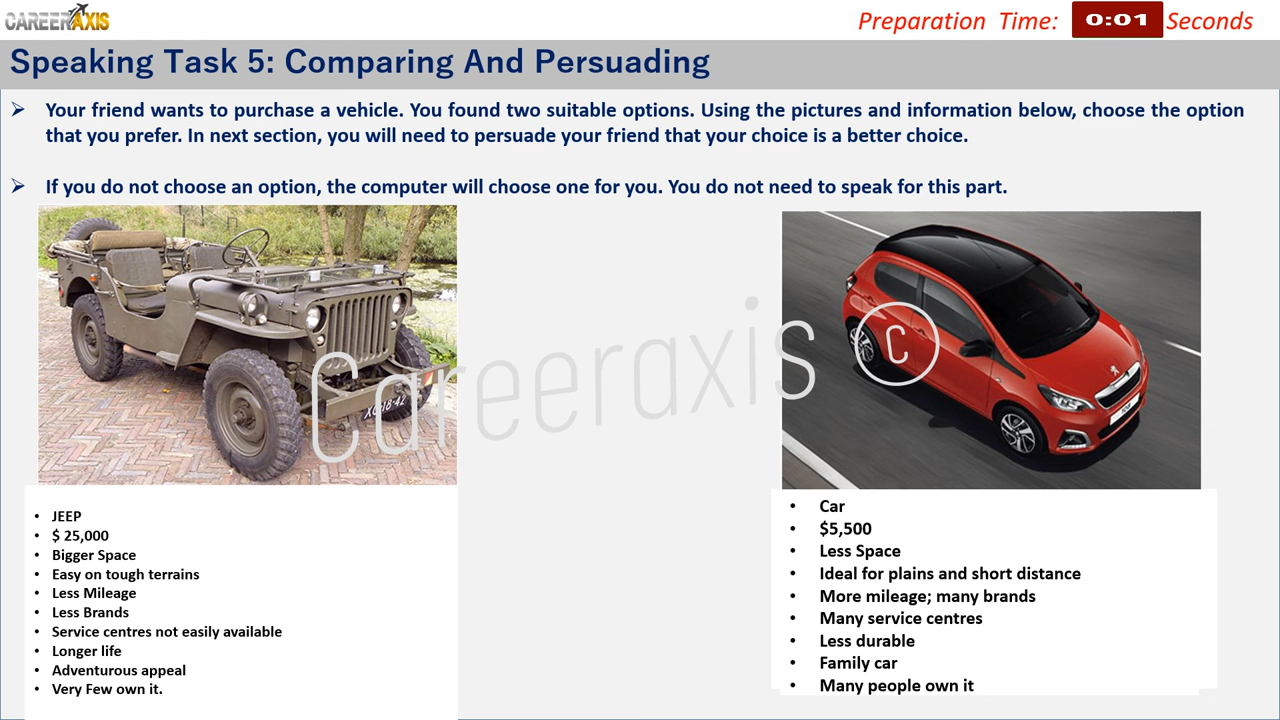 CAREERAXIS
Preparation Time: 0:01 Seconds
Speaking Task 5: Comparing And Persuading
➢ Your friend wants to purchase a vehicle. You found two suitable options. Using the pictures and information below, choose the option
that you prefer. In next section, you will need to persuade your friend that your choice is a better choice.
➢ If you do not choose an option, the computer will choose one for you. You do not need to speak for this part.
Careeraxis ©
• JEEP
• $ 25,000
• Bigger Space
• Easy on tough terrains
• Less Mileage
• Less Brands
• Service centres not easily available
• Longer life
• Adventurous appeal
• Very Few own it.
• Car
• $5,500
• Less Space
• Ideal for plains and short distance
• More mileage; many brands
• Many service centres
• Less durable
• Family car
• Many people own it